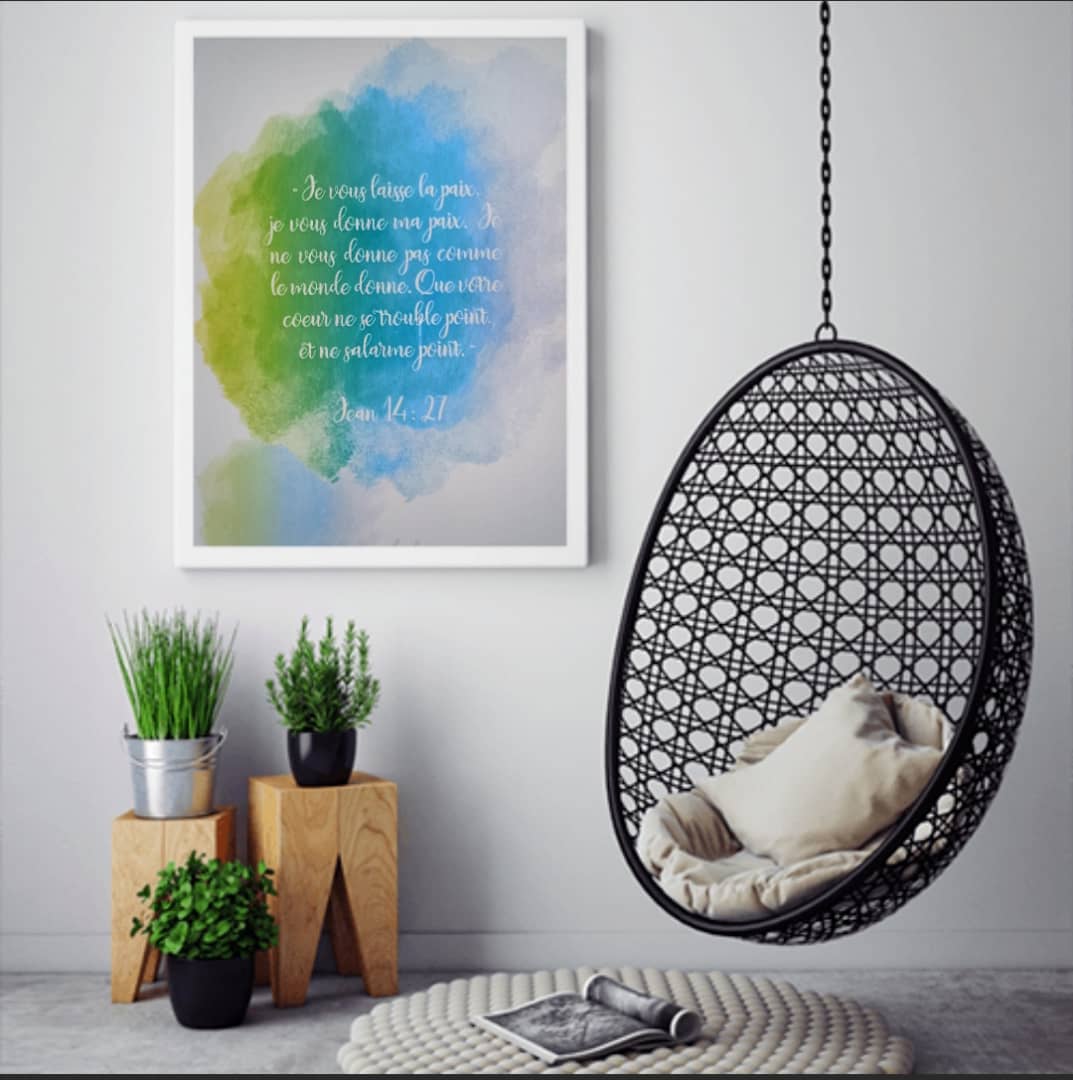 - Je vous laisse la paix,
je vous donne ma paix. Je
ne vous donne pas comme
le monde donne. Que votre
coeur ne se trouble point,
et ne salarme point. -
Jean 14 : 27